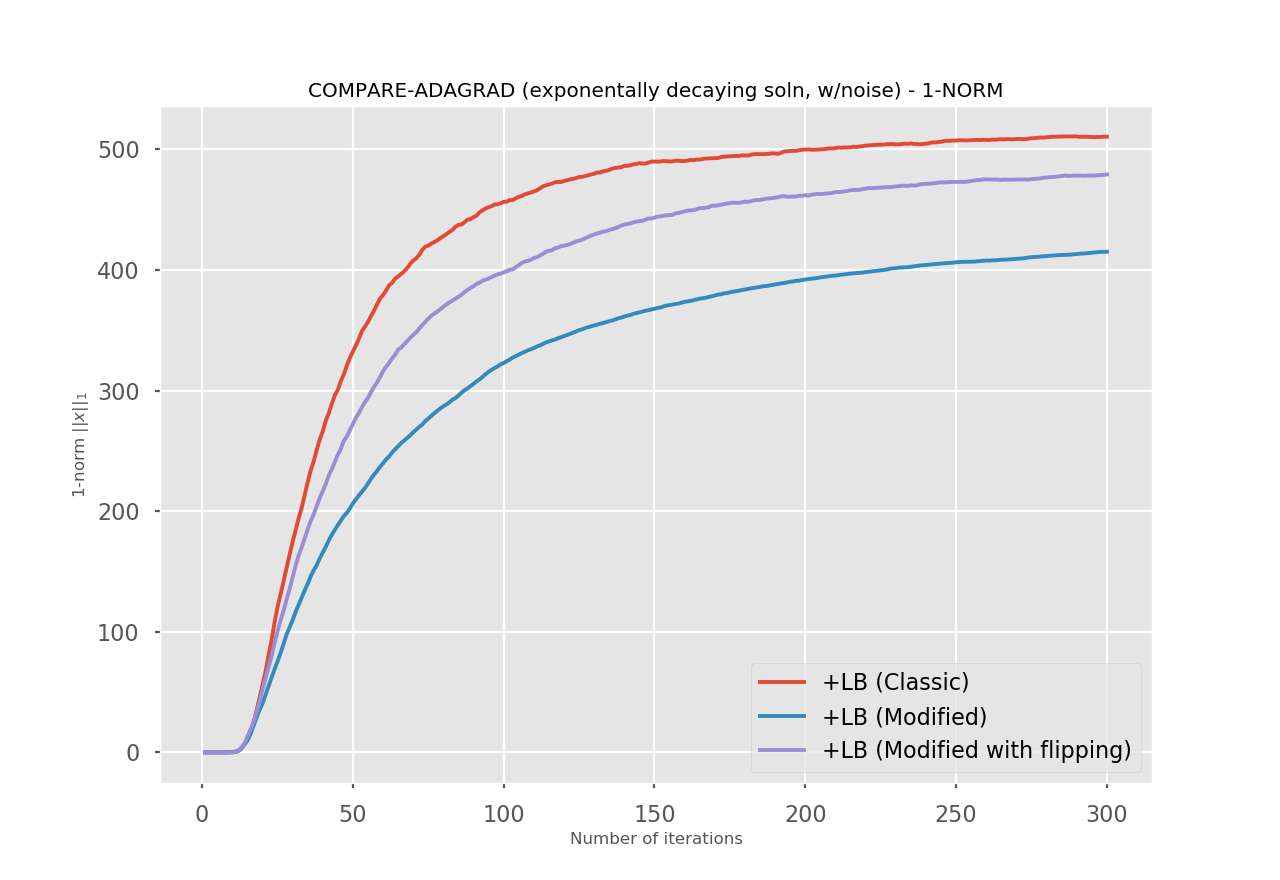 COMPARE-ADAGRAD (exponentially decaying soln, w/noise) - 1-NORM
500
400
300
200
100
0
1-norm ||x||₁
0 50 100 150 200 250 300
Number of iterations
+LB (Classic)
+LB (Modified)
+LB (Modified with flipping)